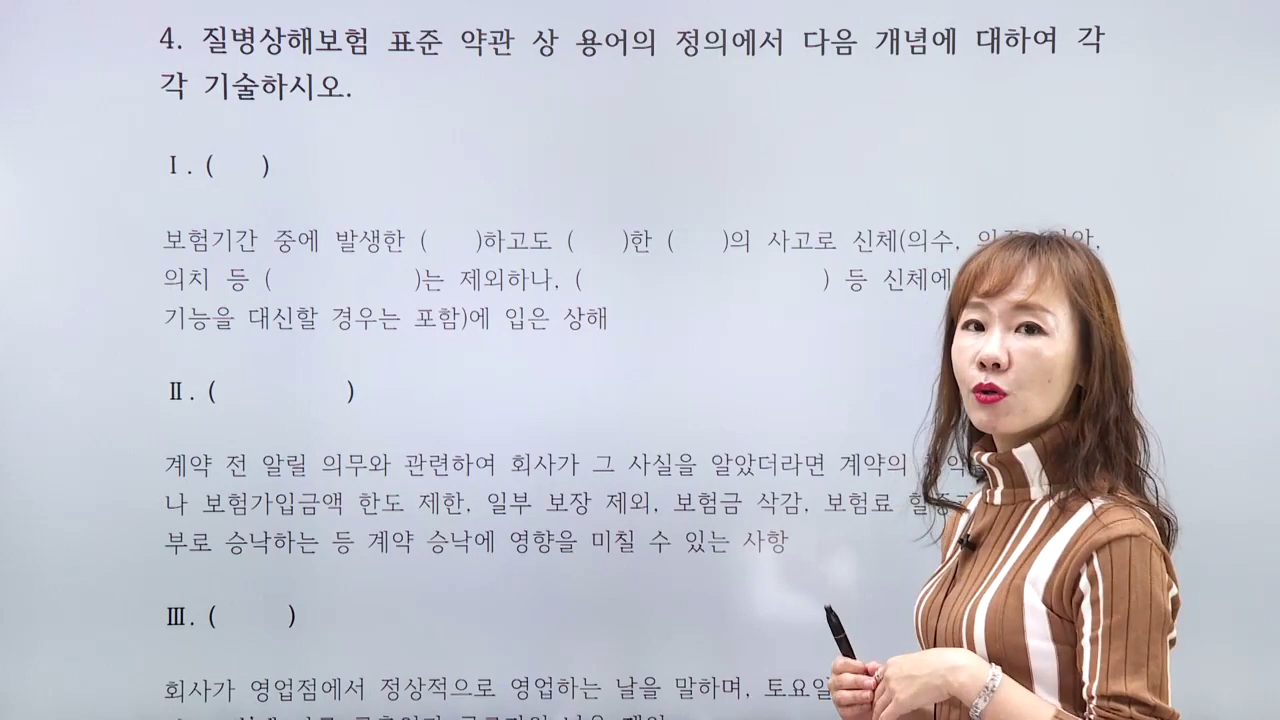 4. 질병상해보험 표준 약관 상 용어의 정의에서 다음 개념에 대하여 각
각 기술하시오.
Ⅰ. (   )
보험기간 중에 발생한 (   )하고도 (   )한 (   )의 사고로 신체(의수,
의치 등 (   )는 제외하나, (   ) 등 신체에
기능을 대신할 경우는 포함)에 입은 상해
Ⅱ. (   )
계약 전 알릴 의무와 관련하여 회사가 그 사실을 알았더라면 계약의
나 보험가입금액 한도 제한, 일부 보장 제외, 보험금 삭감, 보험료
부로 승낙하는 등 계약 승낙에 영향을 미칠 수 있는 사항
Ⅲ. (   )
회사가 영업점에서 정상적으로 영업하는 날을 말하며, 토요일